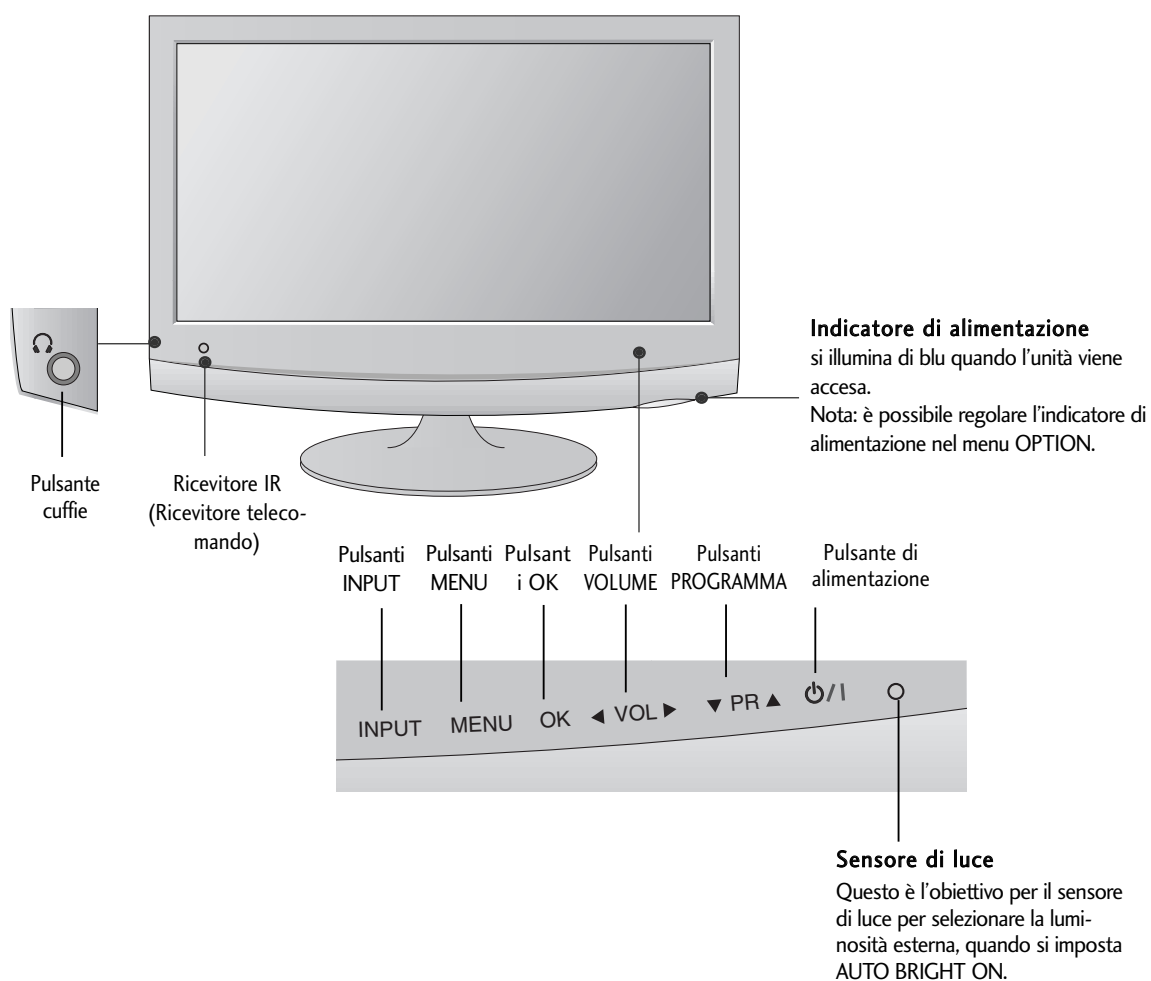 Indicatore di alimentazione
si illumina di blu quando l'unità viene
accesa.
Nota: è possibile regolare l'indicatore di
alimentazione nel menu OPTION.
Pulsante
cuffie
Ricevitore IR
(Ricevitore teleco-
mando)
Pulsanti
INPUT
Pulsanti
MENU
Pulsant
i OK
Pulsanti
VOLUME
Pulsanti
PROGRAMMA
Pulsante di
alimentazione
INPUT
MENU
OK
◄ VOL ►
▼ PR ▲
⏻/I
Sensore di luce
Questo è l'obiettivo per il sensore
di luce per selezionare la lumi-
nosità esterna, quando si imposta
AUTO BRIGHT ON.